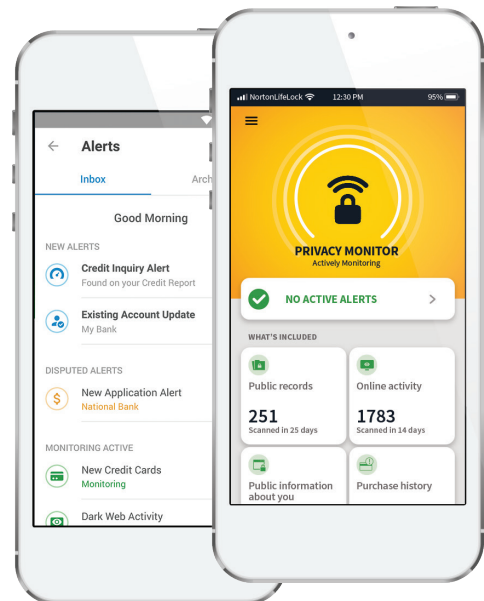 Alerts
Inbox
Arch
Good Morning
NEW ALERTS
Credit Inquiry Alert
Found on your Credit Report
Existing Account Update
My Bank
DISPUTED ALERTS
$
New Application Alert
National Bank
MONITORING ACTIVE
New Credit Cards
Monitoring
Dark Web Activity
NortonLifeLock
12:30 PM
95%
PRIVACY MONITOR
Actively Monitoring
NO ACTIVE ALERTS
WHAT'S INCLUDED
Public records
251
Scanned in 25 days
Online activity
1783
Scanned in 14 days
Public information
about you
Purchase history